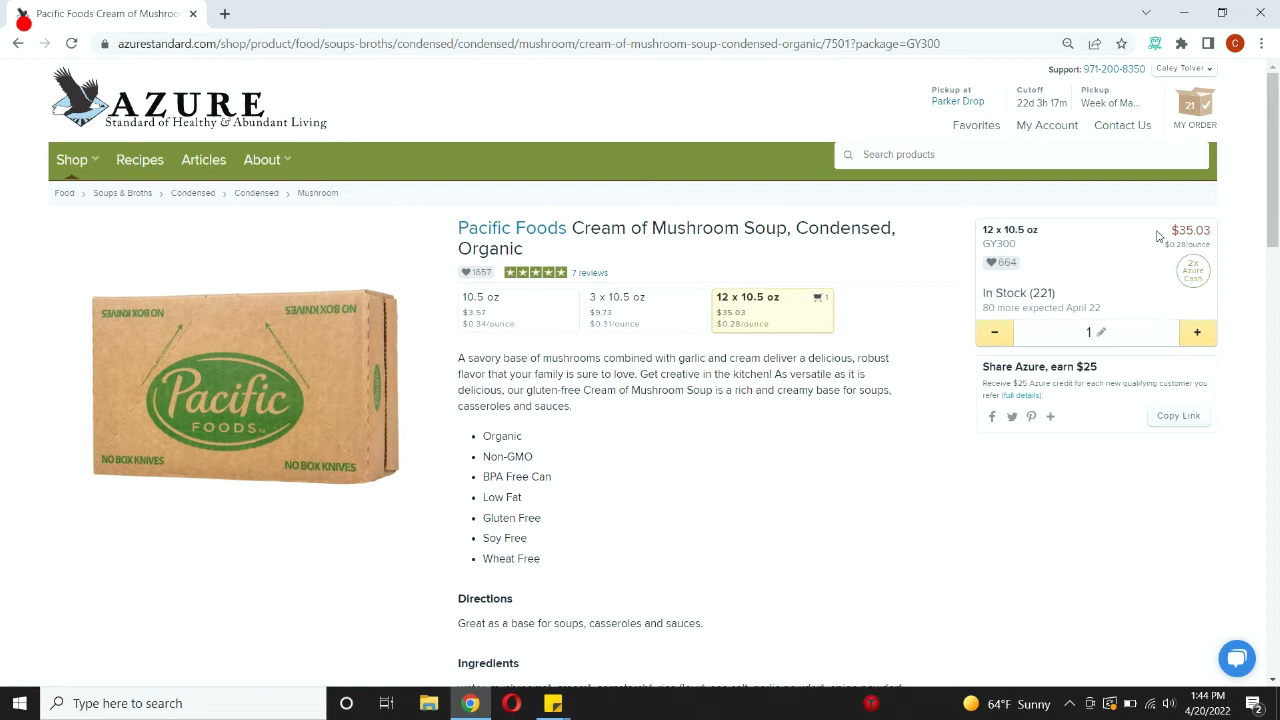 Pacific Foods Cream of Mushroo
azurestandard.com/shop/product/food/soups-broths/condensed/condensed/mushroom/cream-of-mushroom-soup-condensed-organic/7501?package=GY300
C
Support: 971-200-8350
Caley Tolver
AZURE
Standard of Healthy & Abundant Living
Pickup at
Parker Drop
Cutoff
22d 3h 17m
Pickup
Week of Ma...
21
MY ORDER
Favorites
My Account
Contact Us
Shop
Recipes
Articles
About
Search products
Food > Soups & Broths > Condensed > Condensed > Mushroom
NO BOX KNIVES
NO BOX KNIVES
Pacific
FOODS
NO BOX KNIVES
NO BOX KNIVES
Pacific Foods Cream of Mushroom Soup, Condensed,
Organic
1657
7 reviews
10.5 oz
$3.57
$0.34/ounce
3 x 10.5 oz
$9.73
$0.31/ounce
12 x 10.5 oz
1
$35.03
$0.28/ounce
A savory base of mushrooms combined with garlic and cream deliver a delicious, robust
flavor that your family is sure to love. Get creative in the kitchen! As versatile as it is
delicious, our gluten-free Cream of Mushroom Soup is a rich and creamy base for soups,
casseroles and sauces.
• Organic
• Non-GMO
• BPA Free Can
• Low Fat
• Gluten Free
• Soy Free
• Wheat Free
Directions
Great as a base for soups, casseroles and sauces.
Ingredients
12 x 10.5 oz
$35.03
GY300
$0.28/ounce
664
2x
Azure
Cash
In Stock (221)
80 more expected April 22
− 1 +
Share Azure, earn $25
Receive $25 Azure credit for each new qualifying customer you
refer (full details).
Copy Link
Type here to search
64°F Sunny
1:44 PM
4/20/2022
2